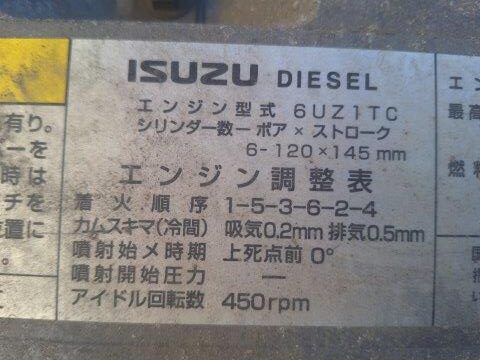 ISUZU DIESEL
エンジン型式 6UZ1TC
シリンダー数ーボア×ストローク
6-120×145mm
エンジン調整表
着火順序 1-5-3-6-2-4
カムスキマ(冷間) 吸気0.2mm 排気0.5mm
噴射始メ時期 上死点前 0°
噴射開始圧力 ー
アイドル回転数 450rpm
有り。
ーを
時は
チを
置に
。
エン
最高
燃料